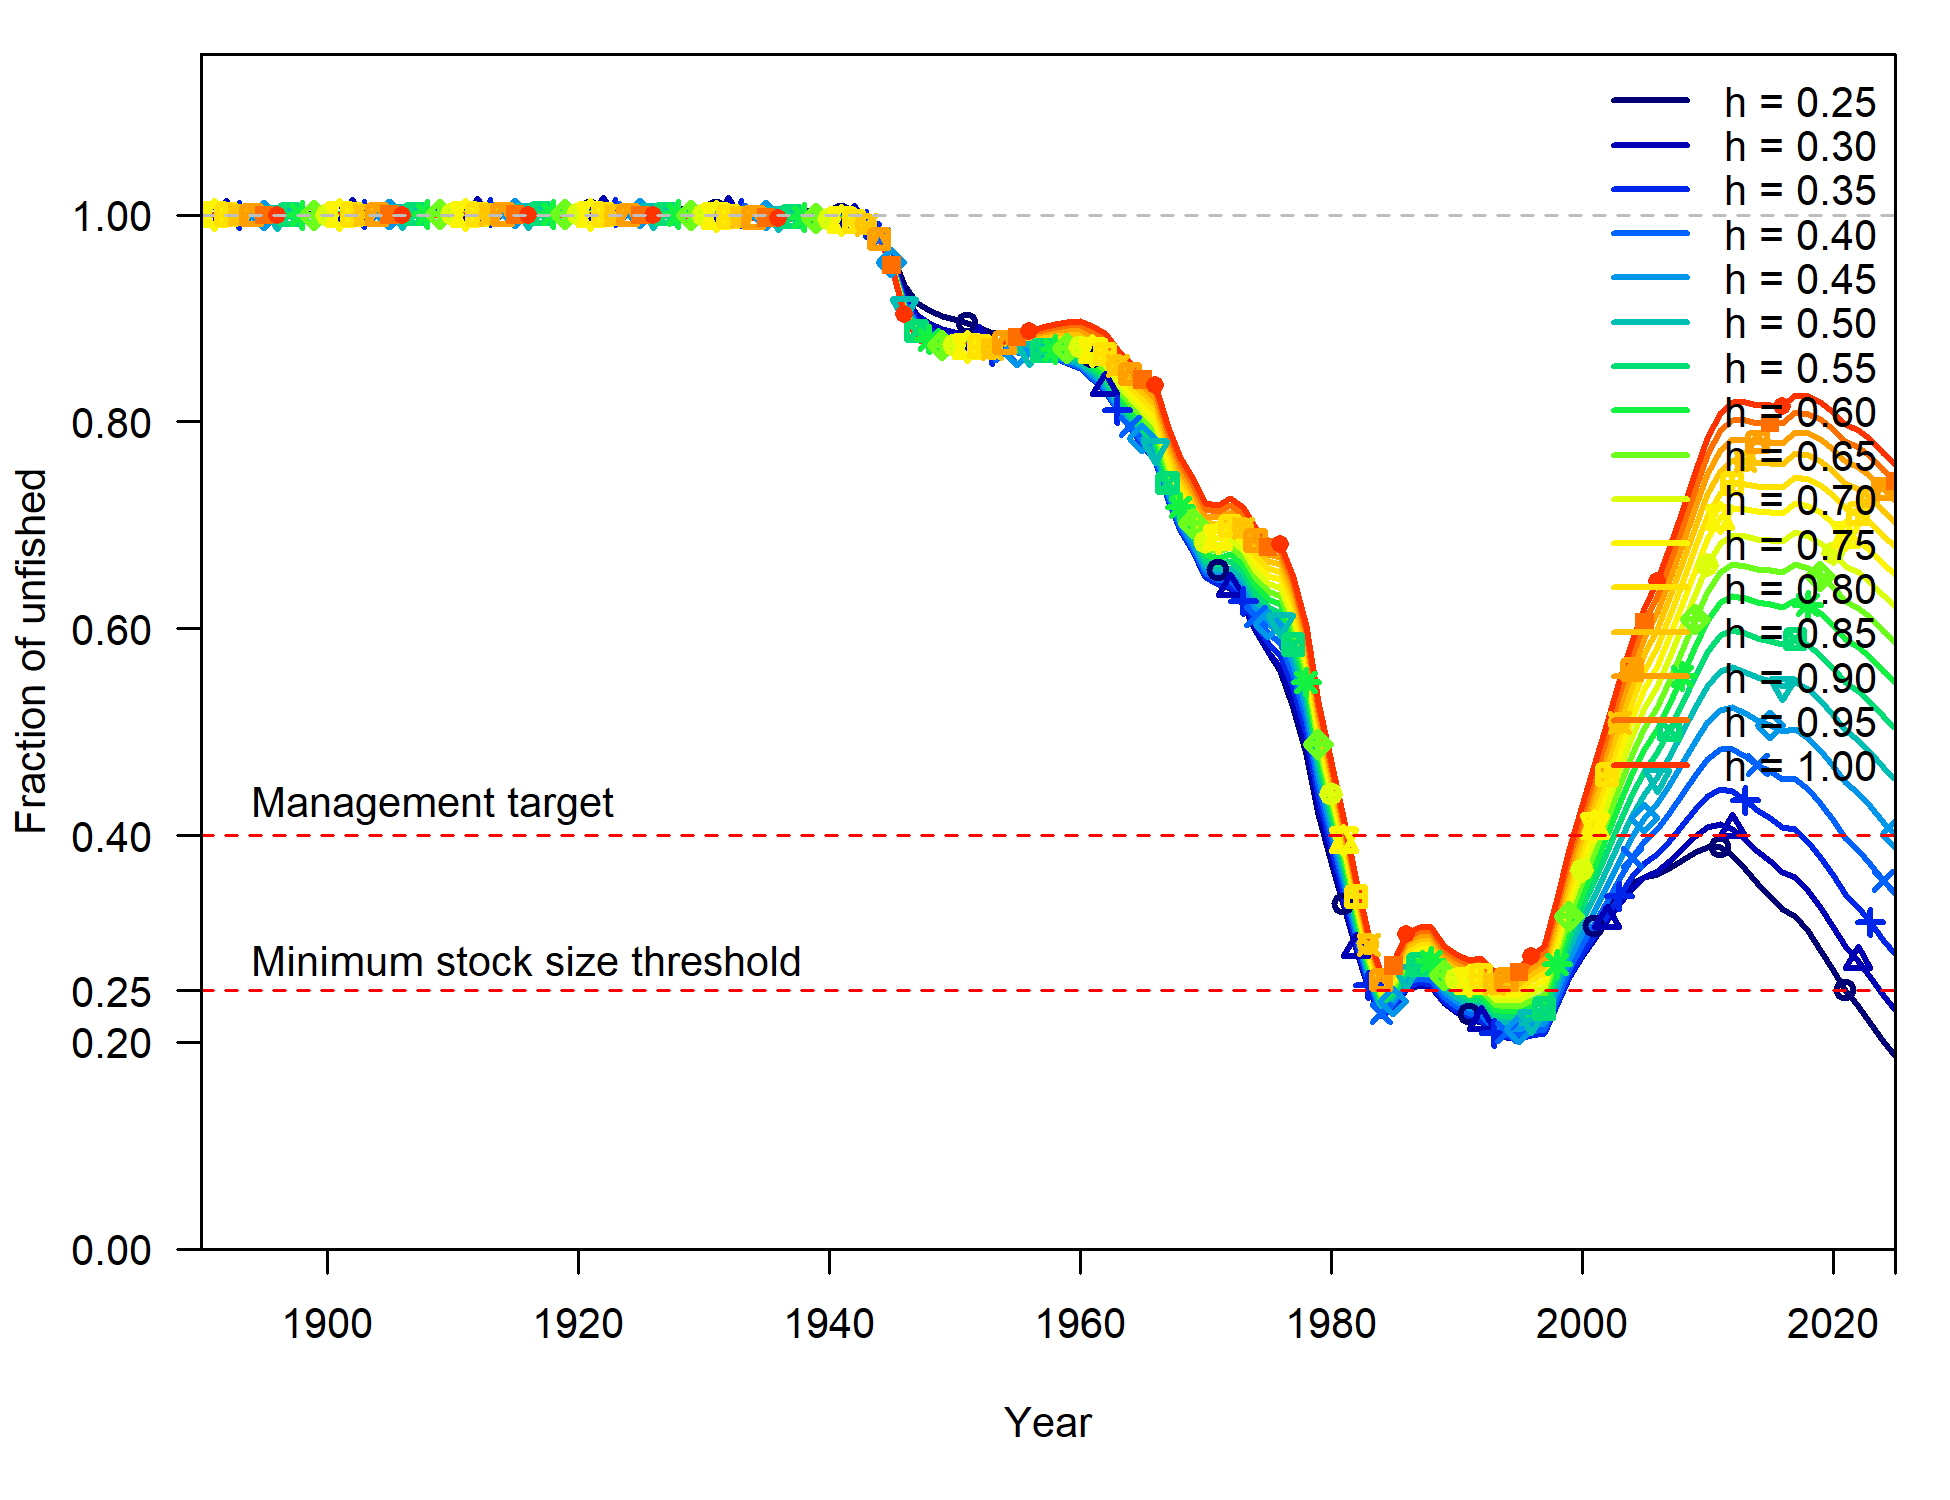 h = 0.25
h = 0.30
h = 0.35
h = 0.40
h = 0.45
h = 0.50
h = 0.55
h = 0.60
h = 0.65
h = 0.70
h = 0.75
h = 0.80
h = 0.85
h = 0.90
h = 0.95
h = 1.00
1.00
0.80
0.60
0.40
0.25
0.20
0.00
Fraction of unfished
Management target
Minimum stock size threshold
1900 1920 1940 1960 1980 2000 2020
Year